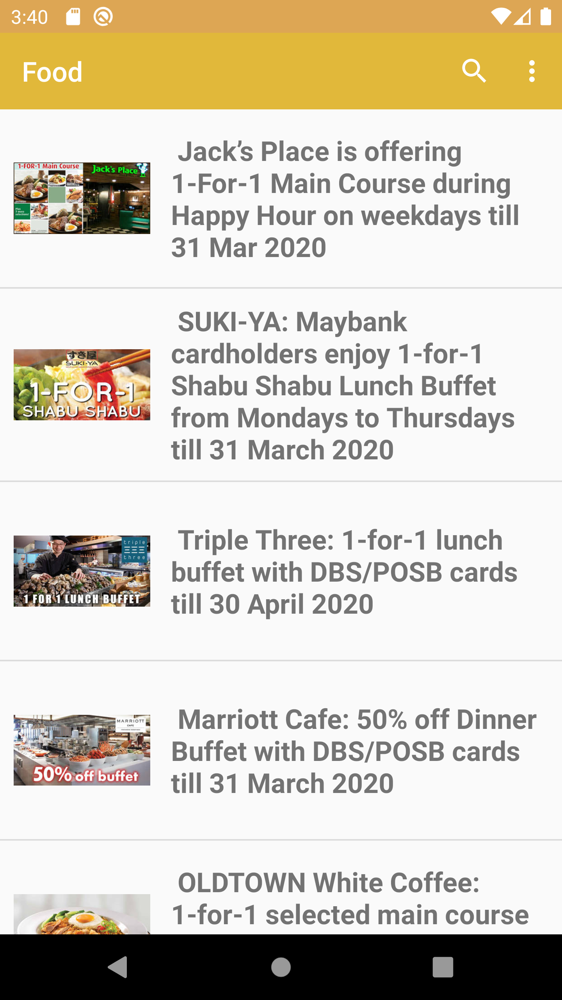 3:40
Food
1-FOR-1 Main Course
Jack's Place
Plus
7 more
selections!
Jack’s Place is offering
1-For-1 Main Course during
Happy Hour on weekdays till
31 Mar 2020
すき屋
SUKI-YA
1-FOR-1
SHABU SHABU
SUKI-YA: Maybank
cardholders enjoy 1-for-1
Shabu Shabu Lunch Buffet
from Mondays to Thursdays
till 31 March 2020
triple
three
1 FOR 1 LUNCH BUFFET
Triple Three: 1-for-1 lunch
buffet with DBS/POSB cards
till 30 April 2020
MARRIOTT
CAFE
50% off buffet
Marriott Cafe: 50% off Dinner
Buffet with DBS/POSB cards
till 31 March 2020
OLDTOWN White Coffee:
1-for-1 selected main course